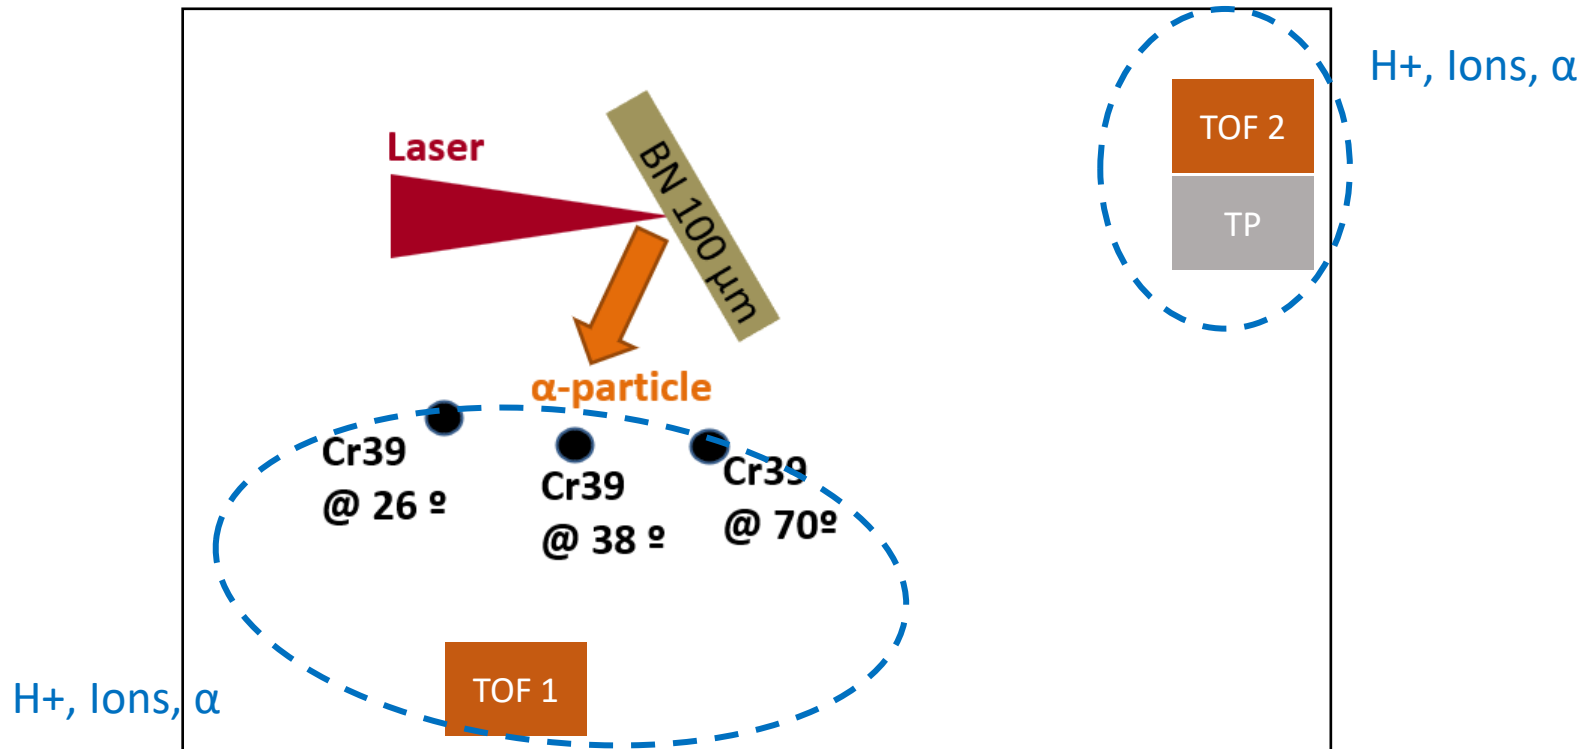 H+, Ions, α
TOF 2
TP
Laser
BN 100 μm
α-particle
Cr39
@ 26 º
Cr39
@ 38 º
Cr39
@ 70º
TOF 1
H+, Ions, α